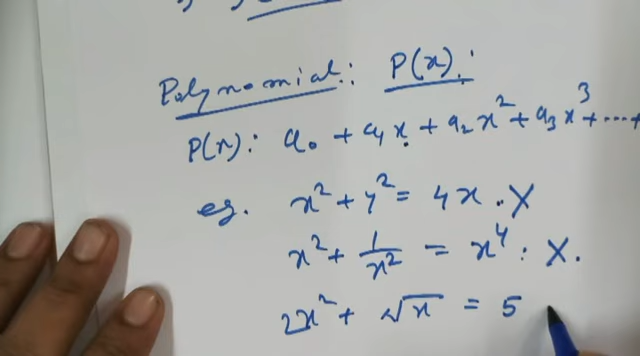 Polynomial: P(x):
P(x): a₀ + a₁x + a₂x² + a₃x³ + ....+
eg. x² + y² = 4x . X
x² + 1/x² = x⁴ : X.
2x² + √x = 5